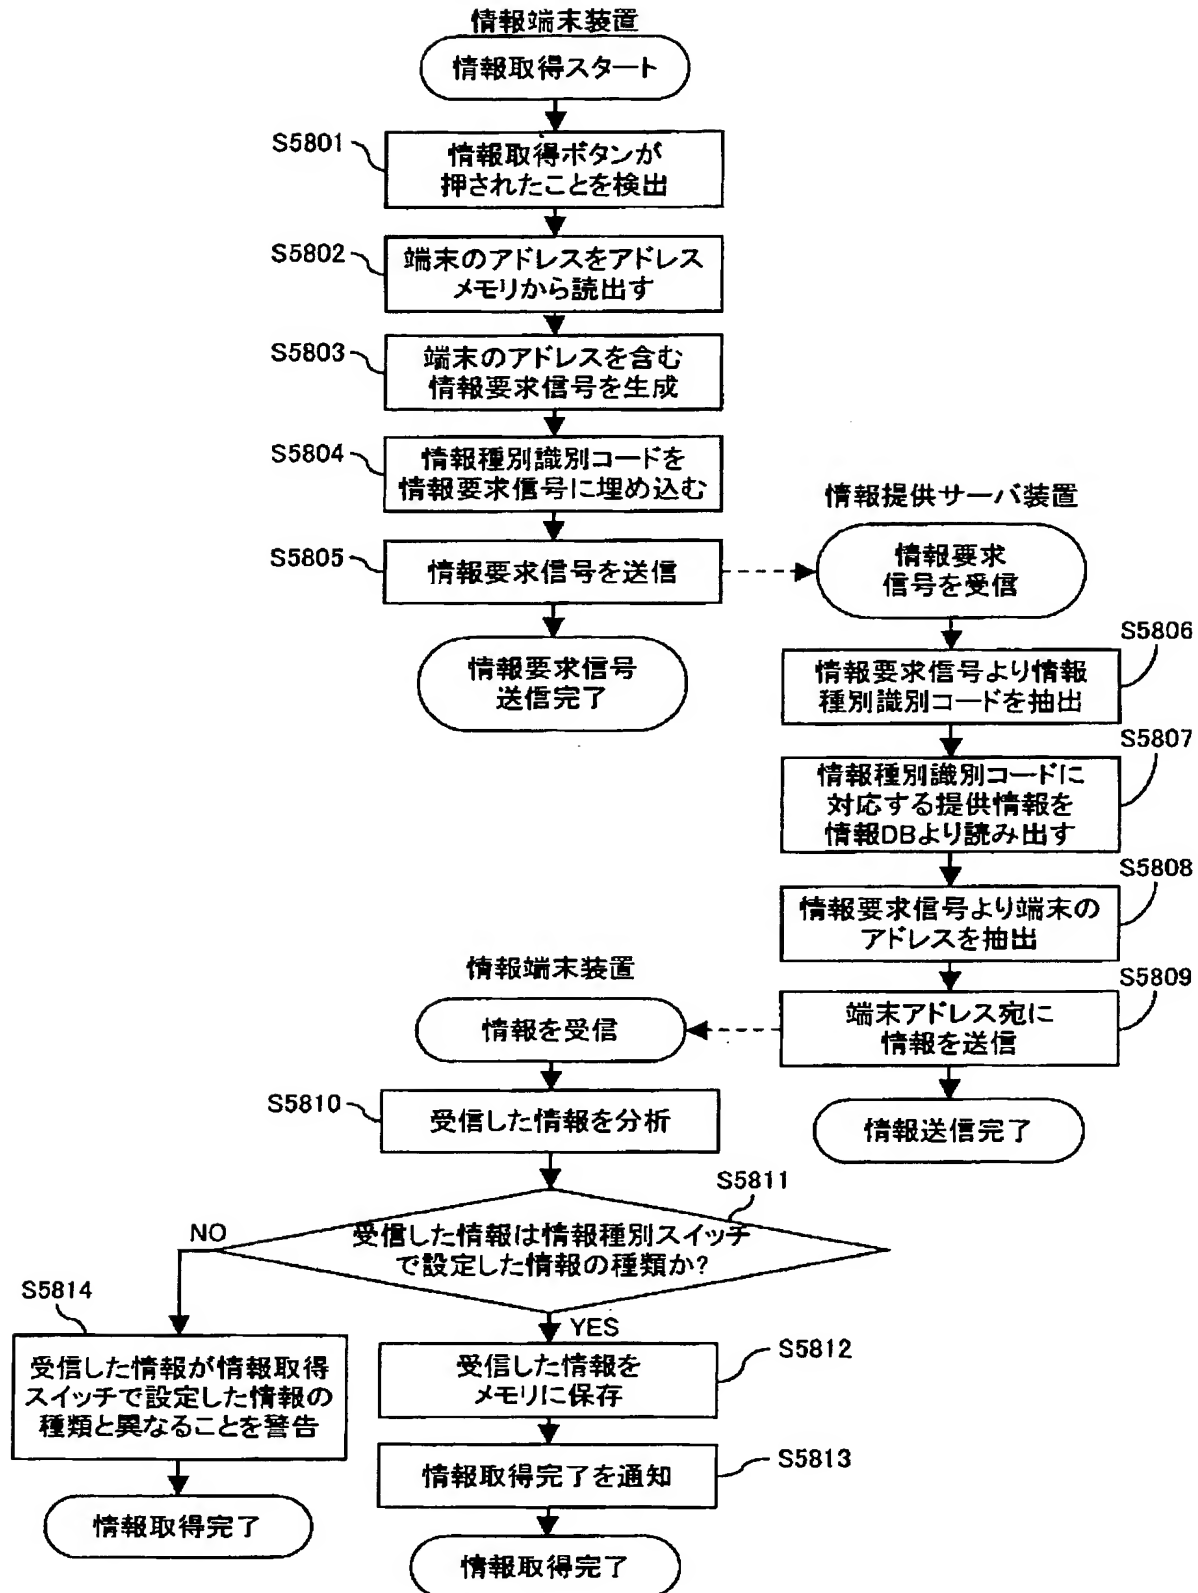 情報端末装置
情報取得スタート
S5801
情報取得ボタンが
押されたことを検出
S5802
端末のアドレスをアドレス
メモリから読出す
S5803
端末のアドレスを含む
情報要求信号を生成
S5804
情報種別識別コードを
情報要求信号に埋め込む
S5805
情報要求信号を送信
情報要求信号
送信完了
情報提供サーバ装置
情報要求
信号を受信
S5806
情報要求信号より情報
種別識別コードを抽出
S5807
情報種別識別コードに
対応する提供情報を
情報DBより読み出す
S5808
情報要求信号より端末の
アドレスを抽出
S5809
端末アドレス宛に
情報を送信
情報送信完了
情報端末装置
情報を受信
S5810
受信した情報を分析
S5811
受信した情報は情報種別スイッチ
で設定した情報の種類か?
NO
YES
S5814
受信した情報が情報取得
スイッチで設定した情報の
種類と異なることを警告
情報取得完了
S5812
受信した情報を
メモリに保存
S5813
情報取得完了を通知
情報取得完了